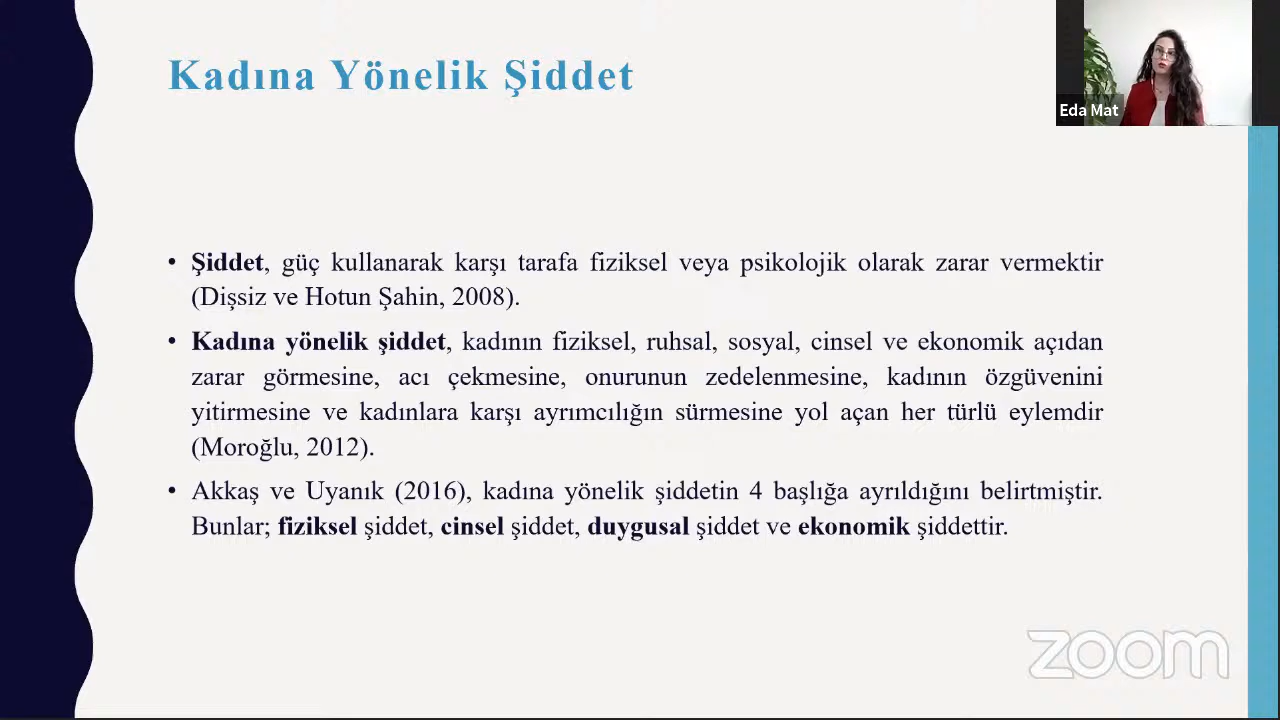 Kadına Yönelik Şiddet
Eda Mat
• Şiddet, güç kullanarak karşı tarafa fiziksel veya psikolojik olarak zarar vermektir
(Dişsiz ve Hotun Şahin, 2008).
• Kadına yönelik şiddet, kadının fiziksel, ruhsal, sosyal, cinsel ve ekonomik açıdan
zarar görmesine, acı çekmesine, onurunun zedelenmesine, kadının özgüvenini
yitirmesine ve kadınlara karşı ayrımcılığın sürmesine yol açan her türlü eylemdir
(Moroğlu, 2012).
• Akkaş ve Uyanık (2016), kadına yönelik şiddetin 4 başlığa ayrıldığını belirtmiştir.
Bunlar; fiziksel şiddet, cinsel şiddet, duygusal şiddet ve ekonomik şiddettir.
zoom